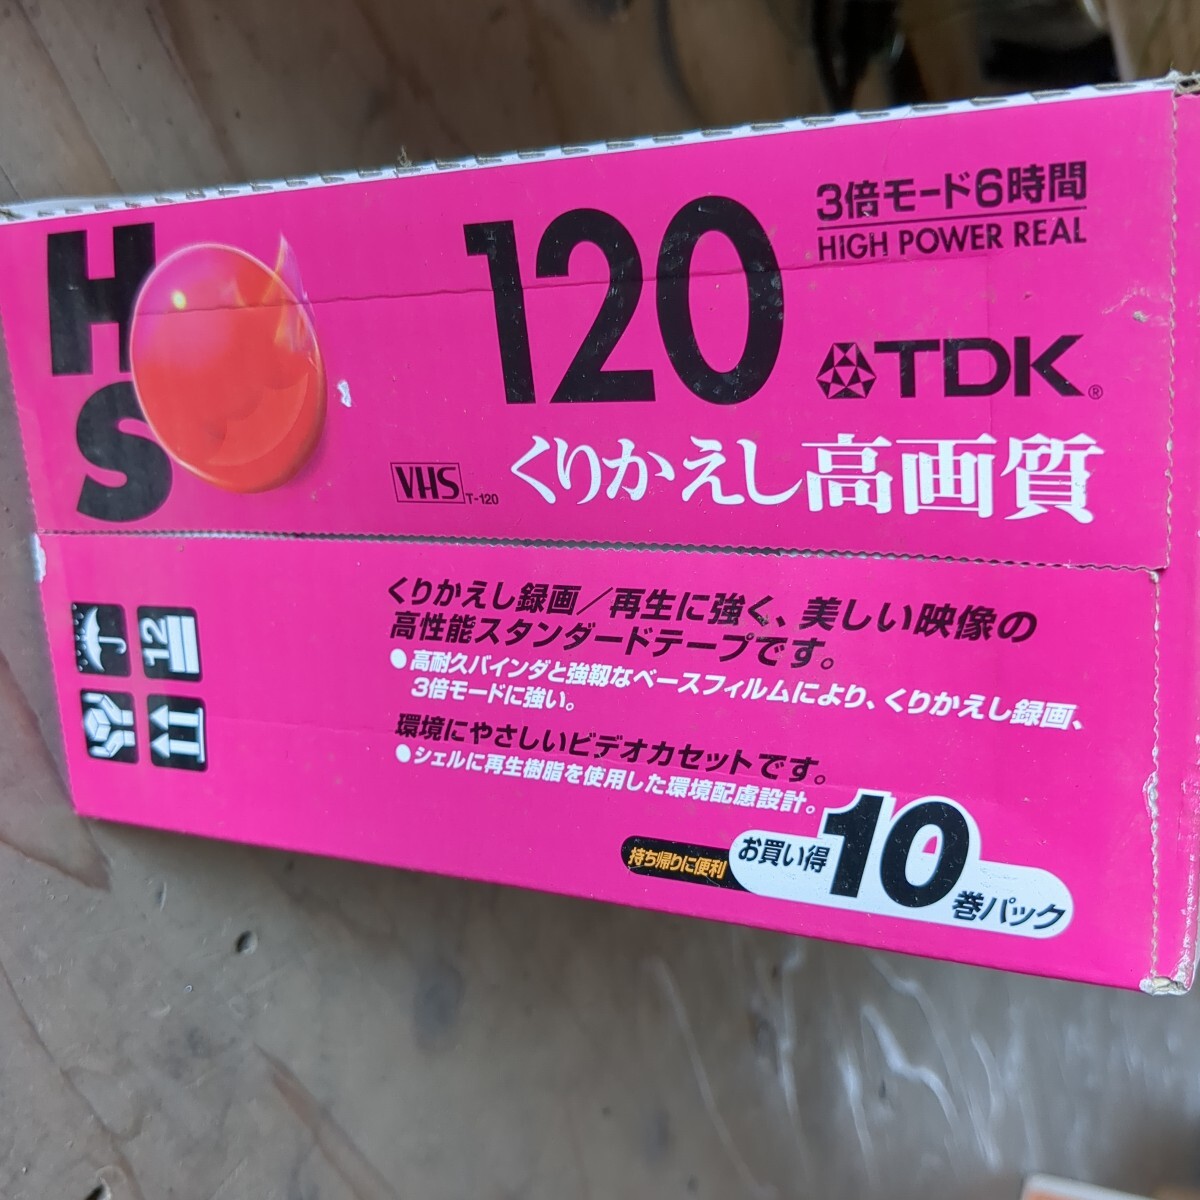 HS
120
3倍モード6時間
HIGH POWER REAL
TDK®
VHS T-120
くりかえし高画質
12
くりかえし録画/再生に強く、美しい映像の
高性能スタンダードテープです。
●高耐久バインダと強靱なベースフィルムにより、くりかえし録画、
3倍モードに強い。
環境にやさしいビデオカセットです。
●シェルに再生樹脂を使用した環境配慮設計。
持ち帰りに便利
お買い得10巻パック